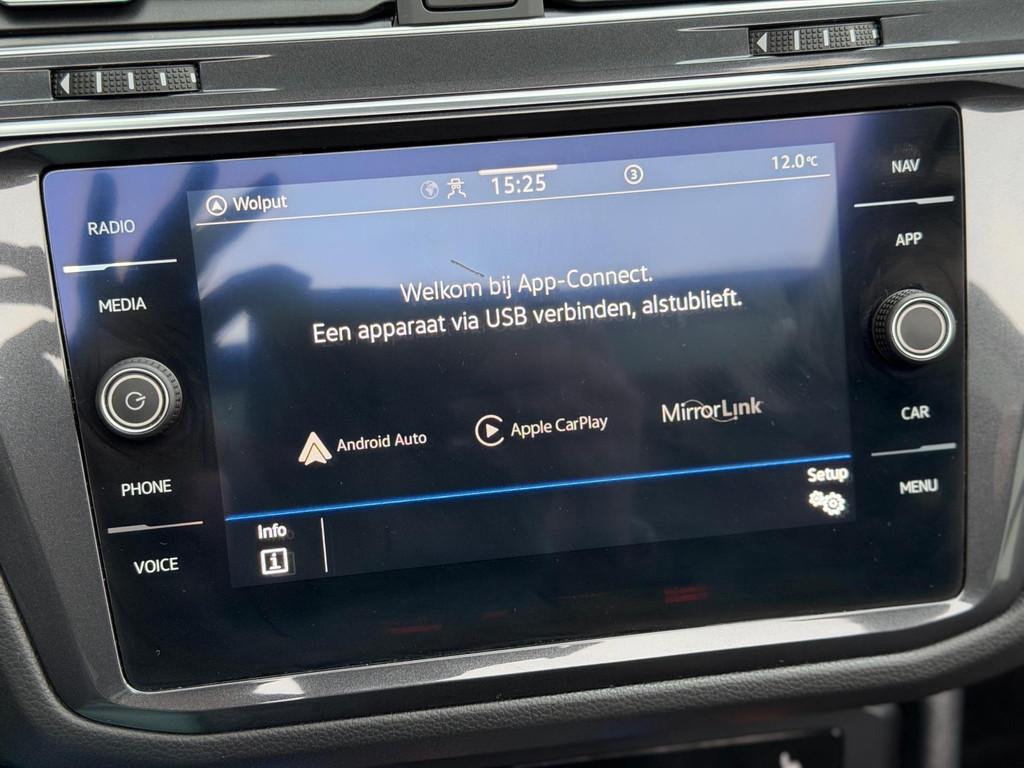 RADIO
MEDIA
PHONE
VOICE
Wolput
15:25
3
12.0°C
Welkom bij App-Connect.
Een apparaat via USB verbinden, alstublieft.
Android Auto
Apple CarPlay
MirrorLink
Info
i
Setup
NAV
APP
CAR
MENU